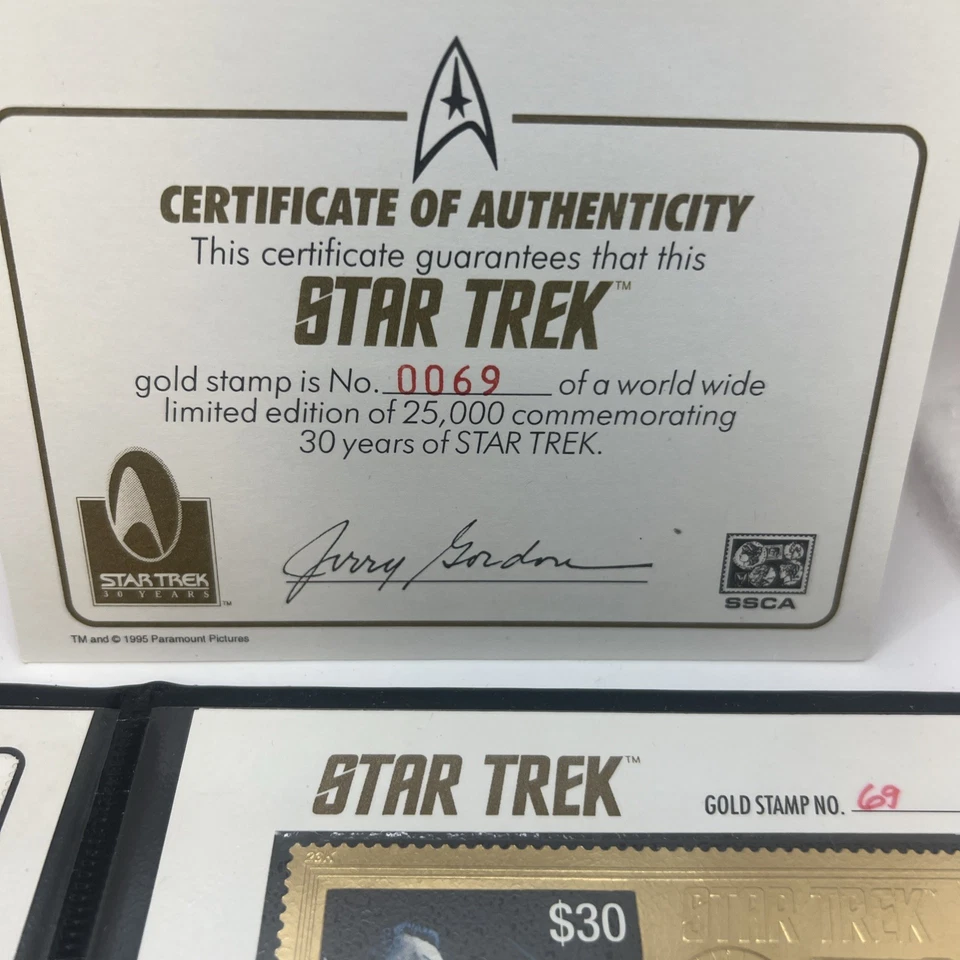 CERTIFICATE OF AUTHENTICITY
This certificate guarantees that this
STAR TREK™
gold stamp is No. 0069 of a world wide
limited edition of 25,000 commemorating
30 years of STAR TREK.
Jerry Gordon
STAR TREK
30 YEARS™
SSCA
TM and © 1995 Paramount Pictures
STAR TREK™
GOLD STAMP NO. 69
23K
$30
STAR TREK